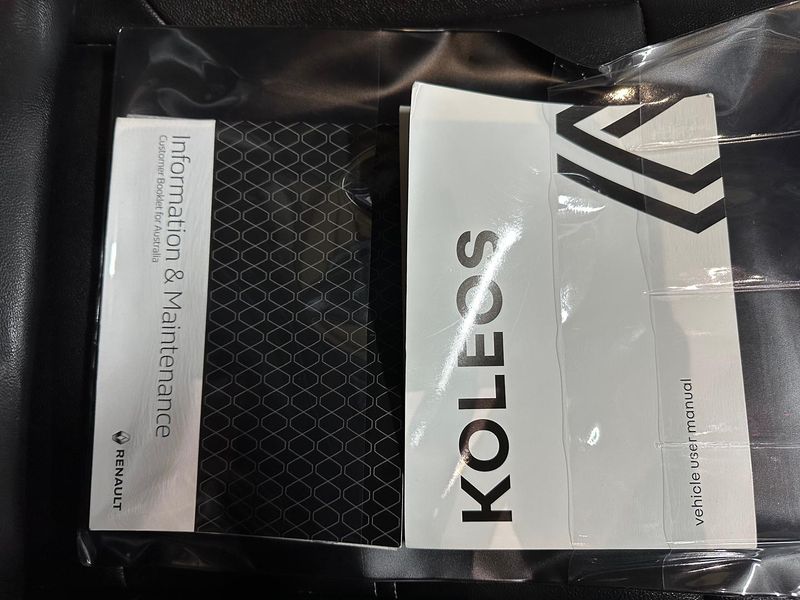 Information & Maintenance
Customer Booklet for Australia
RENAULT
KOLEOS
vehicle user manual